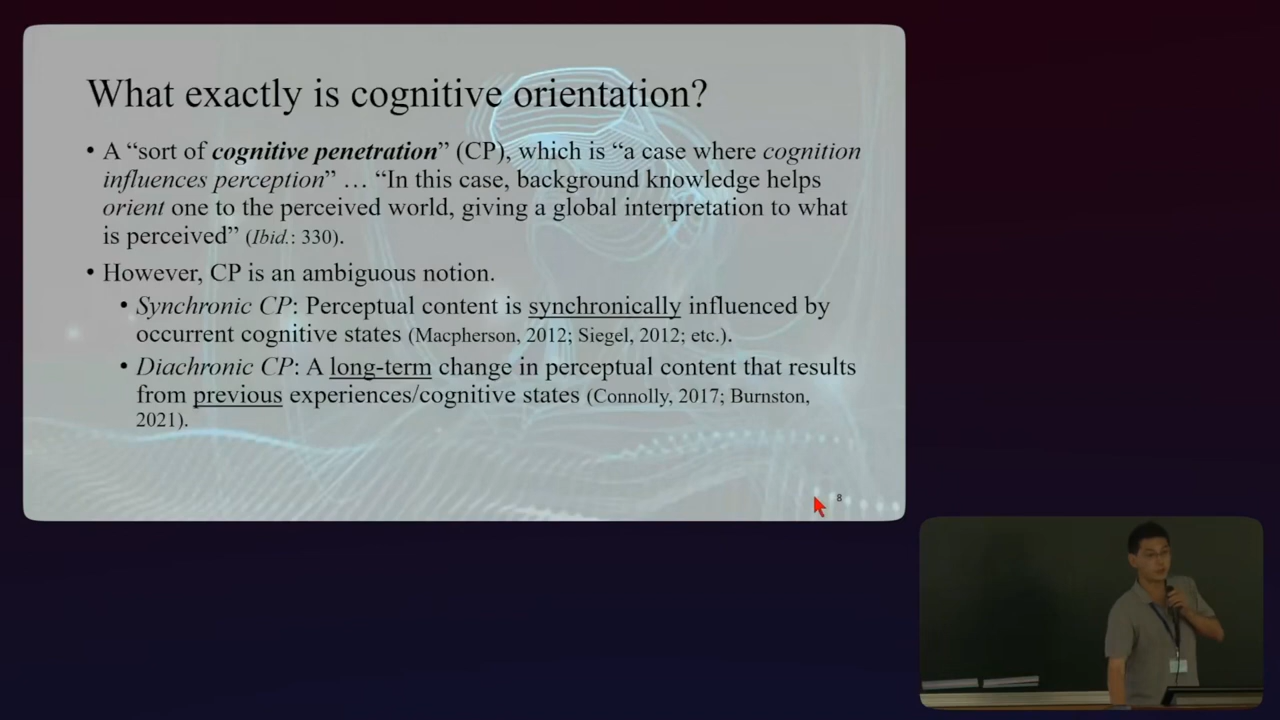 What exactly is cognitive orientation?
• A “sort of cognitive penetration” (CP), which is “a case where cognition
influences perception” … “In this case, background knowledge helps
orient one to the perceived world, giving a global interpretation to what
is perceived” (Ibid.: 330).
• However, CP is an ambiguous notion.
• Synchronic CP: Perceptual content is synchronically influenced by
occurrent cognitive states (Macpherson, 2012; Siegel, 2012; etc.).
• Diachronic CP: A long-term change in perceptual content that results
from previous experiences/cognitive states (Connolly, 2017; Burnston,
2021).
8